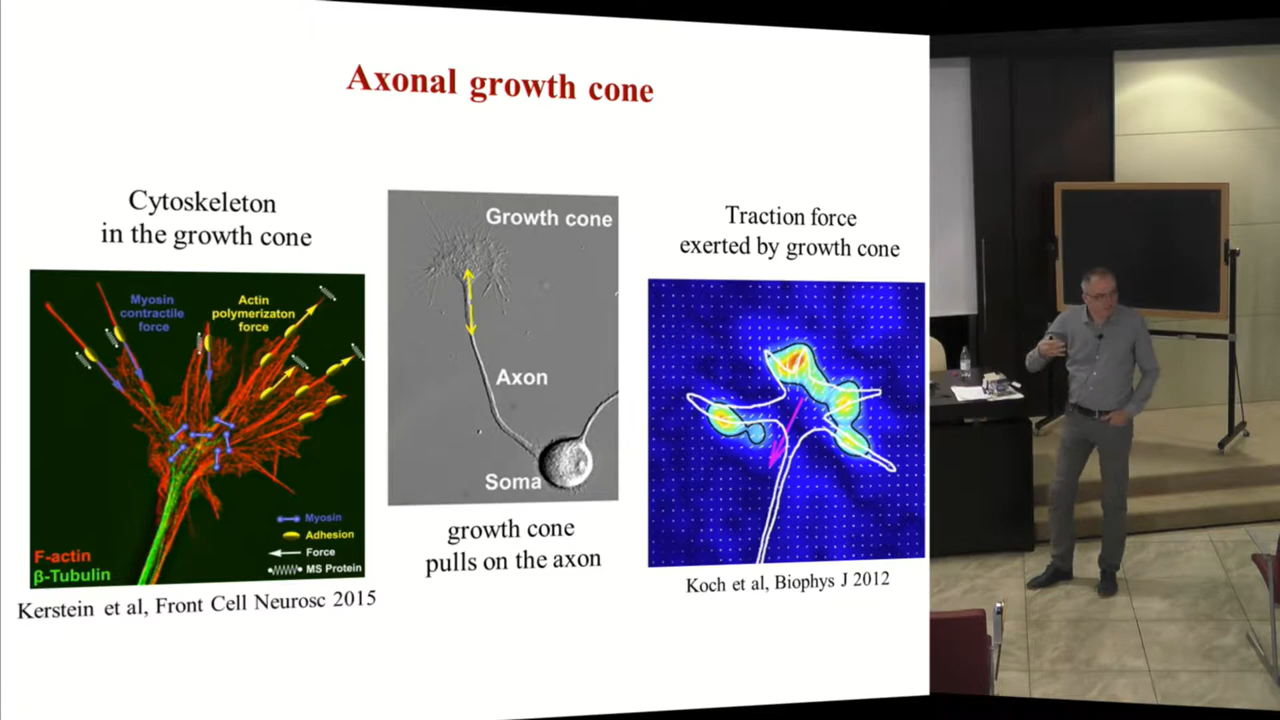 Axonal growth cone
Cytoskeleton
in the growth cone
Myosin
contractile
force
Actin
polymerizaton
force
Myosin
Adhesion
Force
MS Protein
F-actin
β-Tubulin
Kerstein et al, Front Cell Neurosc 2015
Growth cone
Axon
Soma
growth cone
pulls on the axon
Traction force
exerted by growth cone
Koch et al, Biophys J 2012